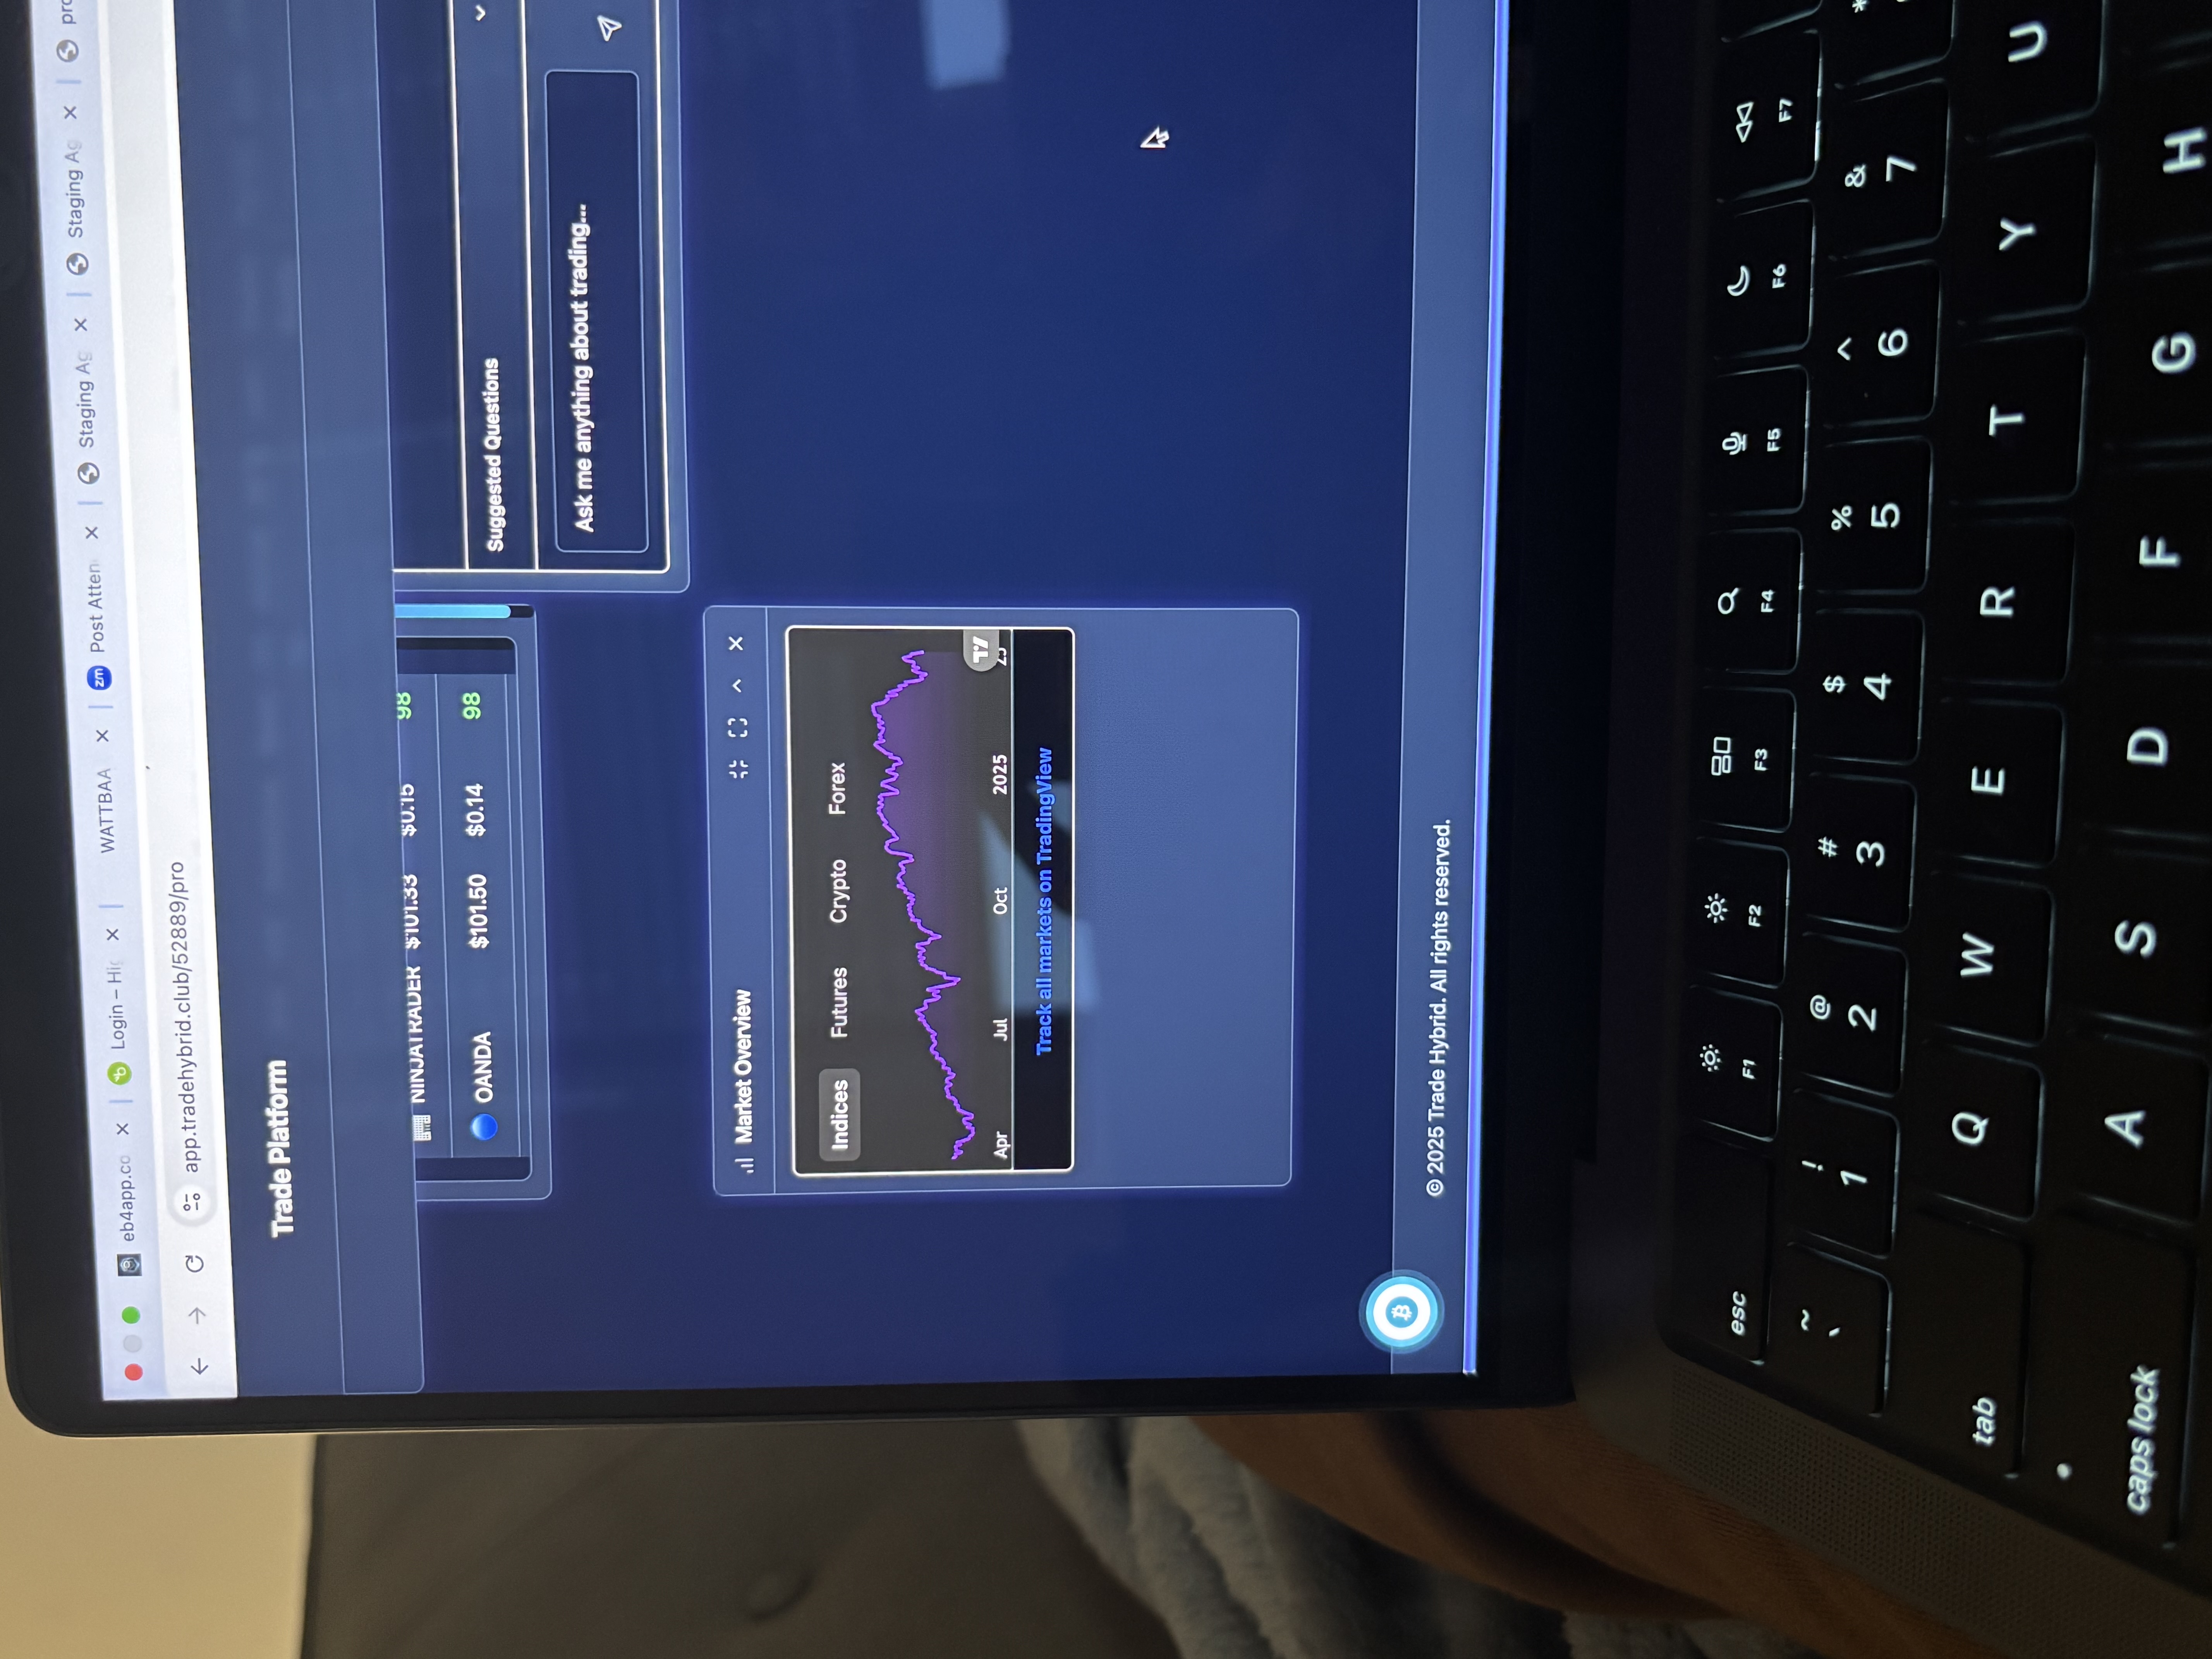 eb4app.co
Login – Hig
WATTBAA
zm
Post Atten
Staging Ag
Staging Ag
pro
app.tradehybrid.club/52889/pro
Trade Platform
NINJATRADER $101.33 $0.15 98
OANDA $101.50 $0.14 98
Suggested Questions
Ask me anything about trading...
Market Overview
Indices Futures Crypto Forex
Apr Jul Oct 2025
Track all markets on TradingView
© 2025 Trade Hybrid. All rights reserved.
esc F1 F2 F3 F4 F5 F6 F7
~ ! @ # $ % ^ &
` 1 2 3 4 5 6 7
tab Q W E R T Y U
caps lock A S D F G H